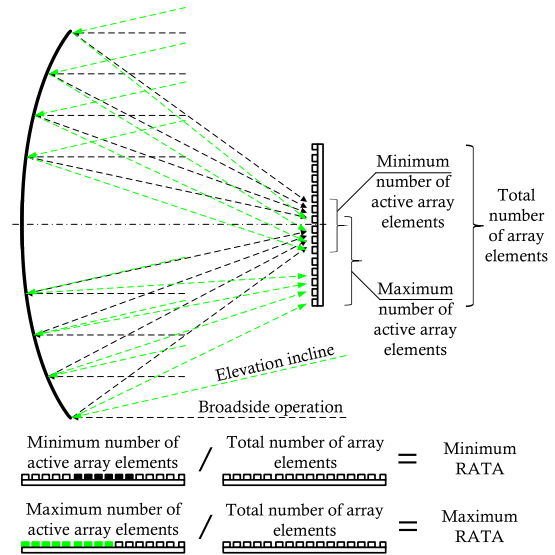 Minimum
number of
active array
elements
Total
number
of array
elements
Maximum
number of
active array
elements
Elevation incline
Broadside operation
Minimum number of
active array elements
/
Total number of array
elements
=
Minimum
RATA
Maximum number of
active array elements
/
Total number of array
elements
=
Maximum
RATA